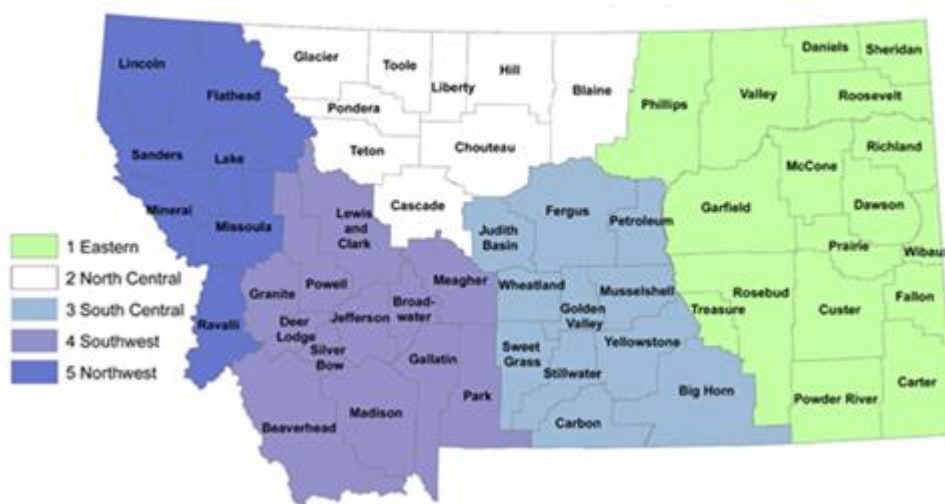 Lincoln
Flathead
Glacier
Toole
Liberty
Hill
Blaine
Phillips
Valley
Daniels
Sheridan
Roosevelt
Pondera
Teton
Chouteau
Richland
McCone
Sanders
Lake
Mineral
Missoula
Lewis
and
Clark
Cascade
Judith
Basin
Fergus
Petroleum
Garfield
Dawson
Prairie
Wibaux
1 Eastern
2 North Central
3 South Central
4 Southwest
5 Northwest
Ravalli
Granite
Powell
Deer
Lodge
Jefferson
Silver
Bow
Broad-
water
Meagher
Wheatland
Golden
Valley
Musselshell
Treasure
Rosebud
Custer
Fallon
Gallatin
Sweet
Grass
Stillwater
Yellowstone
Big Horn
Powder River
Carter
Beaverhead
Madison
Park
Carbon